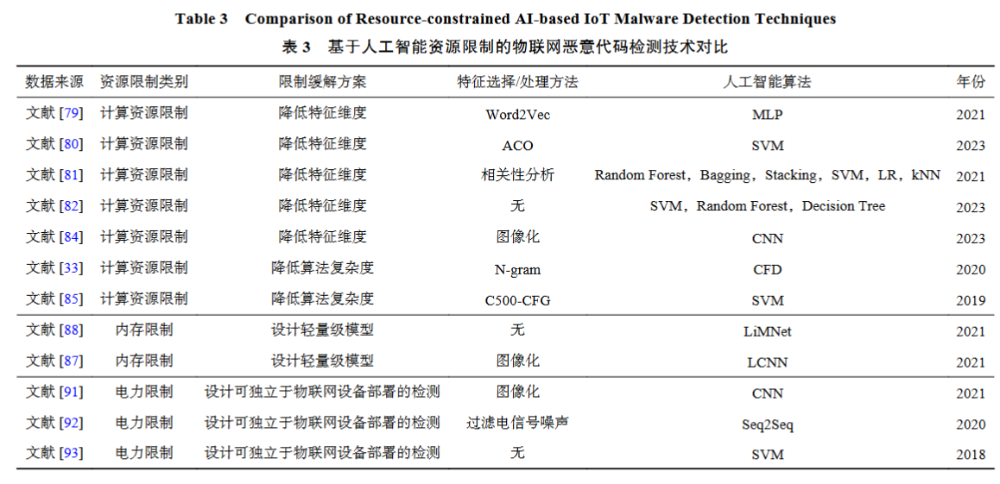 Table 3 Comparison of Resource-constrained AI-based IoT Malware Detection Techniques
表 3 基于人工智能资源限制的物联网恶意代码检测技术对比
数据来源 资源限制类别 限制缓解方案 特征选择/处理方法 人工智能算法 年份
文献 [79] 计算资源限制 降低特征维度 Word2Vec MLP 2021
文献 [80] 计算资源限制 降低特征维度 ACO SVM 2023
文献 [81] 计算资源限制 降低特征维度 相关性分析 Random Forest，Bagging，Stacking，SVM，LR，kNN 2021
文献 [82] 计算资源限制 降低特征维度 无 SVM，Random Forest，Decision Tree 2023
文献 [84] 计算资源限制 降低特征维度 图像化 CNN 2023
文献 [33] 计算资源限制 降低算法复杂度 N-gram CFD 2020
文献 [85] 计算资源限制 降低算法复杂度 C500-CFG SVM 2019
文献 [88] 内存限制 设计轻量级模型 无 LiMNet 2021
文献 [87] 内存限制 设计轻量级模型 图像化 LCNN 2021
文献 [91] 电力限制 设计可独立于物联网设备部署的检测 图像化 CNN 2021
文献 [92] 电力限制 设计可独立于物联网设备部署的检测 过滤电信号噪声 Seq2Seq 2020
文献 [93] 电力限制 设计可独立于物联网设备部署的检测 无 SVM 2018